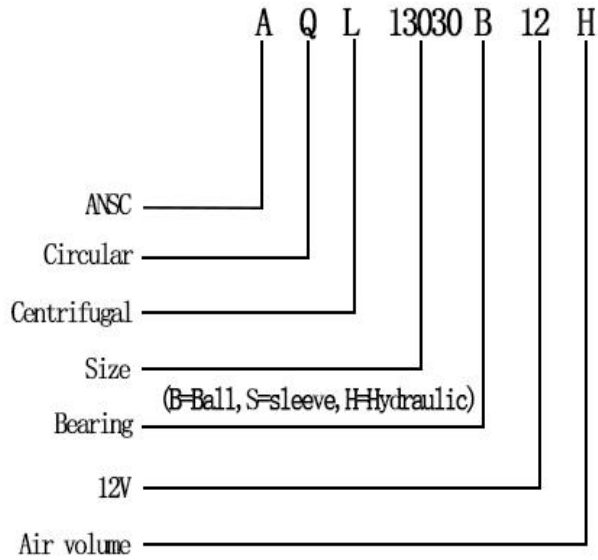 A Q L 13030 B 12 H
ANSC
Circular
Centrifugal
Size
(B=Ball, S=sleeve, H=Hydraulic)
Bearing
12V
Air volume